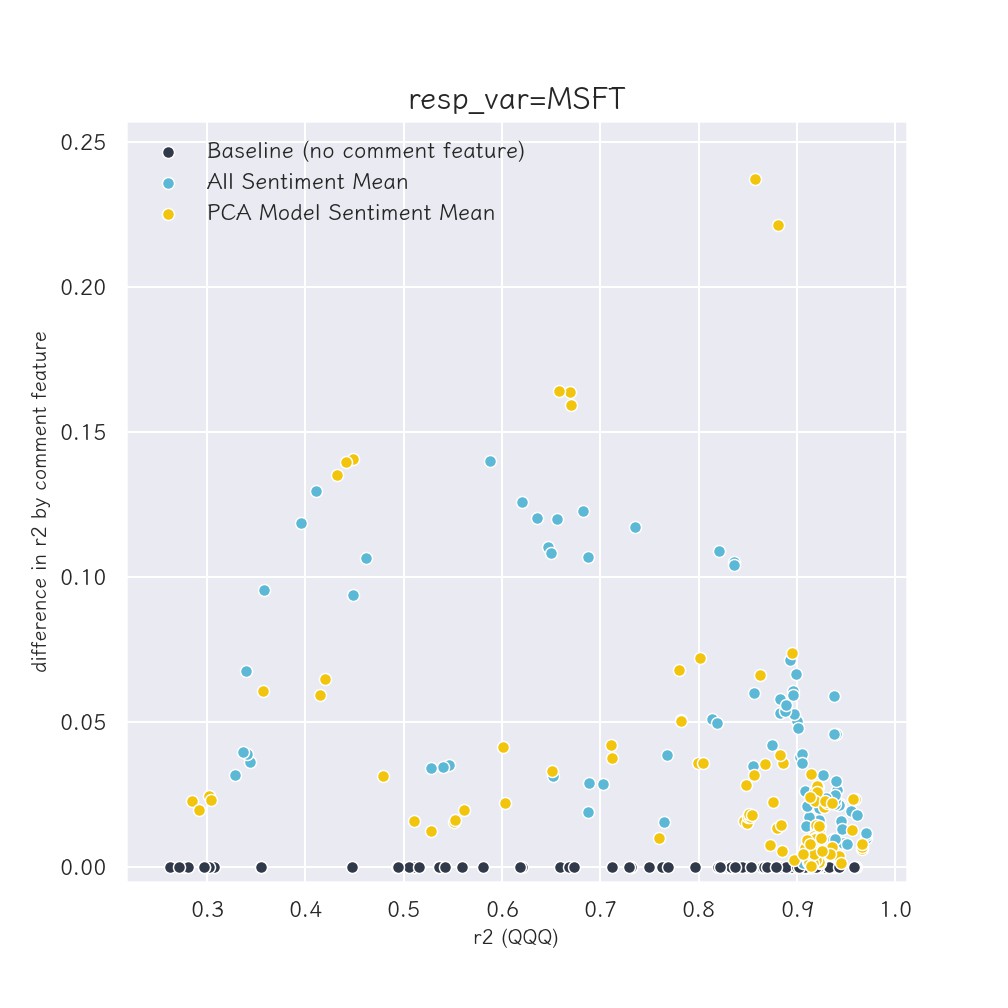 resp_var=MSFT
Baseline (no comment feature)
All Sentiment Mean
PCA Model Sentiment Mean
difference in r2 by comment feature
0.25
0.20
0.15
0.10
0.05
0.00
0.3 0.4 0.5 0.6 0.7 0.8 0.9 1.0
r2 (QQQ)